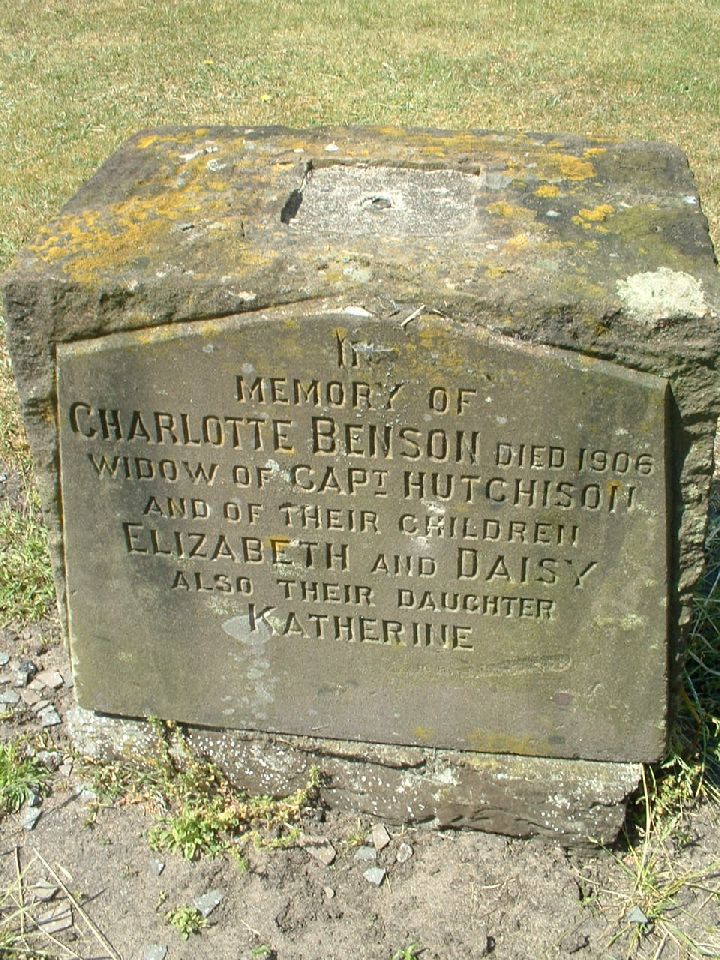 IN
MEMORY OF
CHARLOTTE BENSON DIED 1906
WIDOW OF CAPT HUTCHISON
AND OF THEIR CHILDREN
ELIZABETH AND DAISY
ALSO THEIR DAUGHTER
KATHERINE